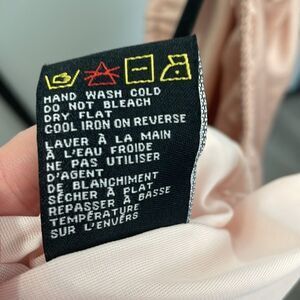 HAND WASH COLD
DO NOT BLEACH
DRY FLAT
COOL IRON ON REVERSE
LAVER À LA MAIN
À L'EAU FROIDE
NE PAS UTILISER
D'AGENT
DE BLANCHIMENT
SÉCHER À PLAT
REPASSER À BASSE
TEMPÉRATURE
SUR L'ENVERS